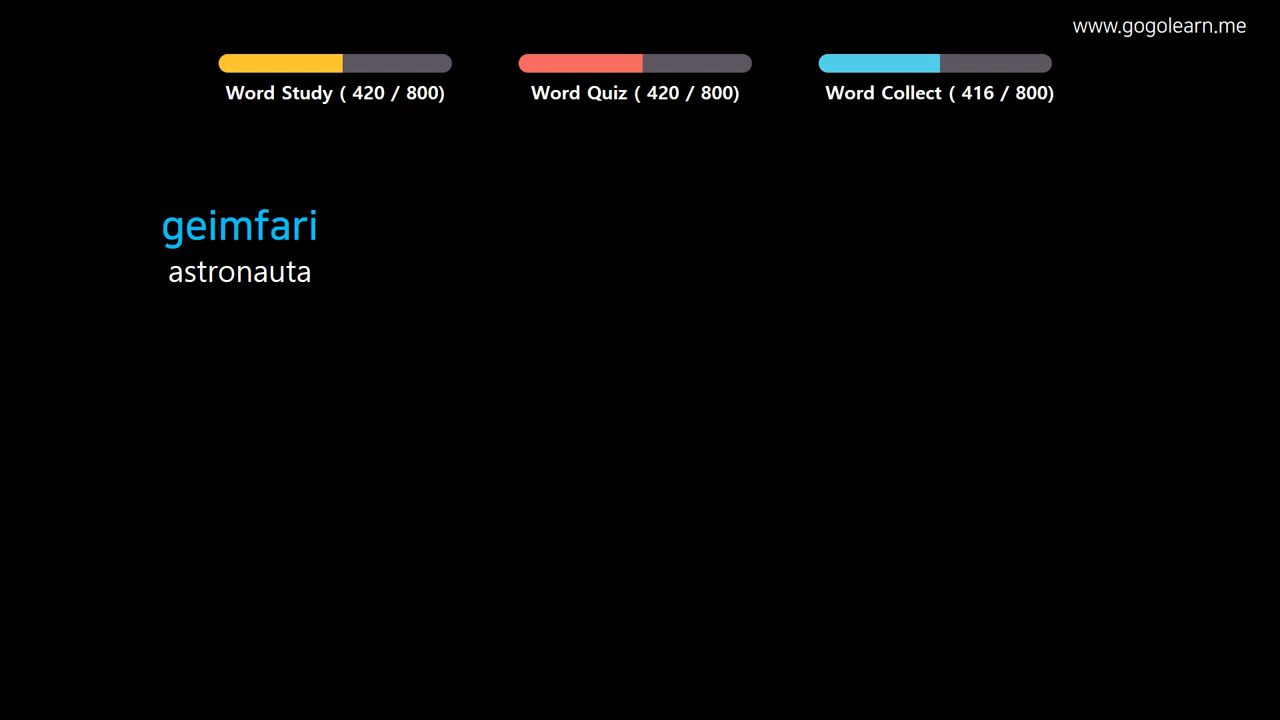 www.gogolearn.me
Word Study ( 420 / 800)
Word Quiz ( 420 / 800)
Word Collect ( 416 / 800)
geimfari
astronauta